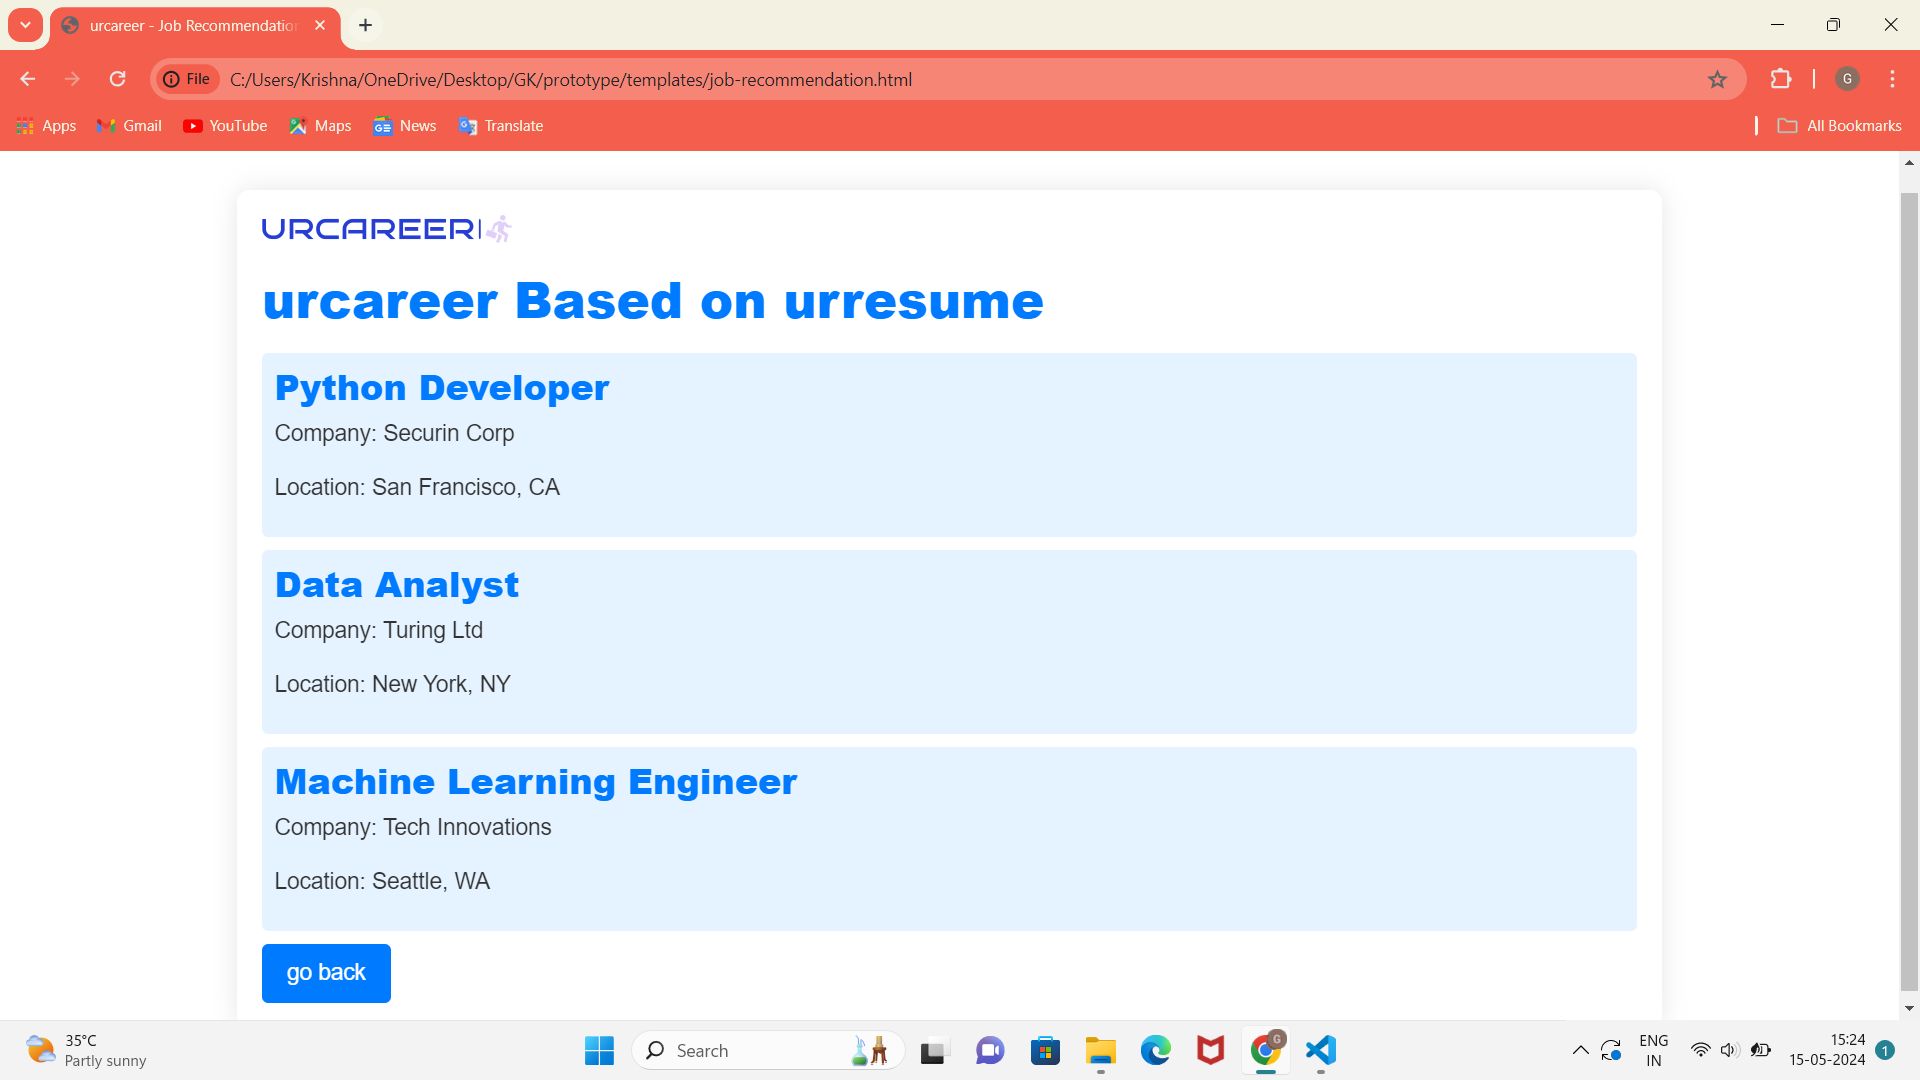 urcareer - Job Recommendation
File
C:/Users/Krishna/OneDrive/Desktop/GK/prototype/templates/job-recommendation.html
G
Apps
Gmail
YouTube
Maps
News
Translate
All Bookmarks
URCAREER
urcareer Based on urresume
Python Developer
Company: Securin Corp
Location: San Francisco, CA
Data Analyst
Company: Turing Ltd
Location: New York, NY
Machine Learning Engineer
Company: Tech Innovations
Location: Seattle, WA
go back
35°C
Partly sunny
Search
G
ENG
IN
15:24
15-05-2024
1